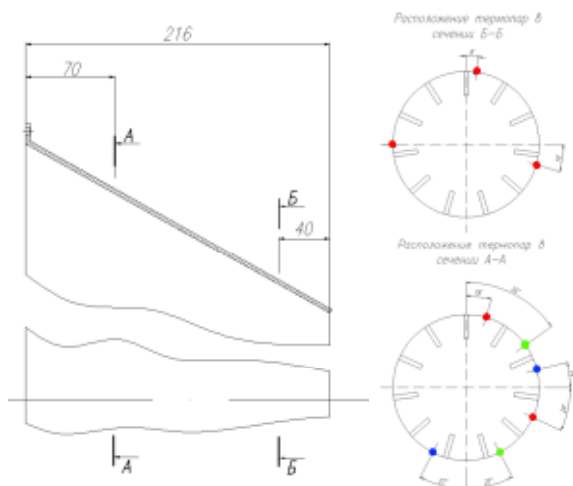 216
70
А
Б
40
А
Б
Расположение термопар в
сечении Б-Б
Расположение термопар в
сечении А-А